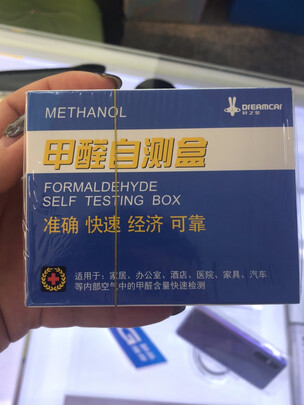 METHANOL
DREAMCAR
甲醛自测盒
FORMALDEHYDE
SELF TESTING BOX
准确 快速 经济 可靠
适用于:家居、办公室、酒店、医院、家具、汽车
等内部空气中的甲醛含量快速检测